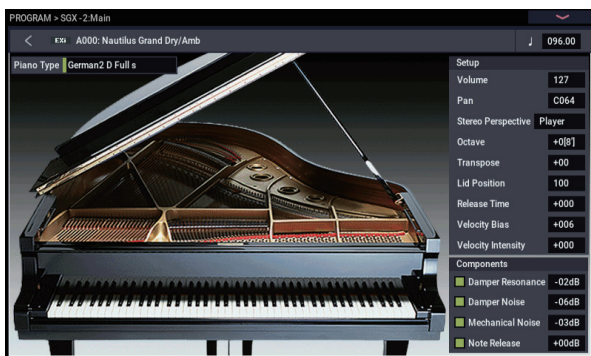 PROGRAM > SGX-2:Main
< EXi A000: Nautilus Grand Dry/Amb ♩ 096.00
Piano Type German2 D Full s
Setup
Volume 127
Pan C064
Stereo Perspective Player
Octave +0[8']
Transpose +00
Lid Position 100
Release Time +000
Velocity Bias +006
Velocity Intensity +000
Components
Damper Resonance -02dB
Damper Noise -06dB
Mechanical Noise -03dB
Note Release +00dB